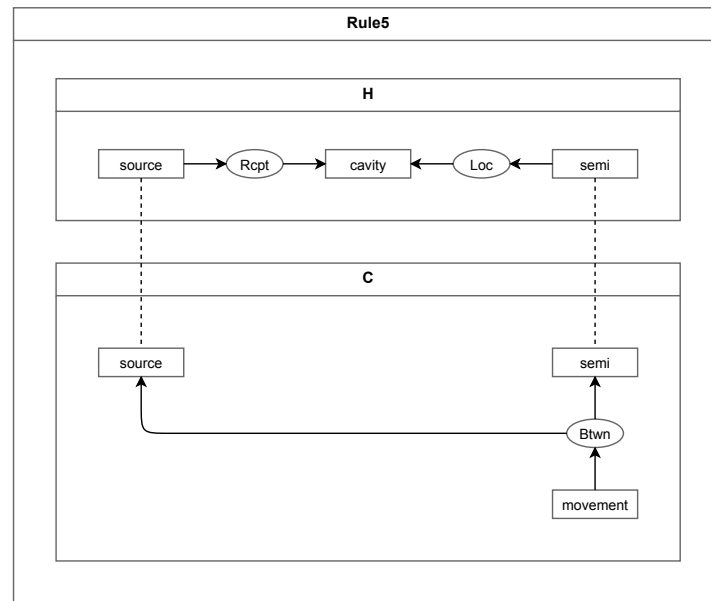 Rule5
H
source Rcpt cavity Loc semi
C
source semi
Btwn
movement